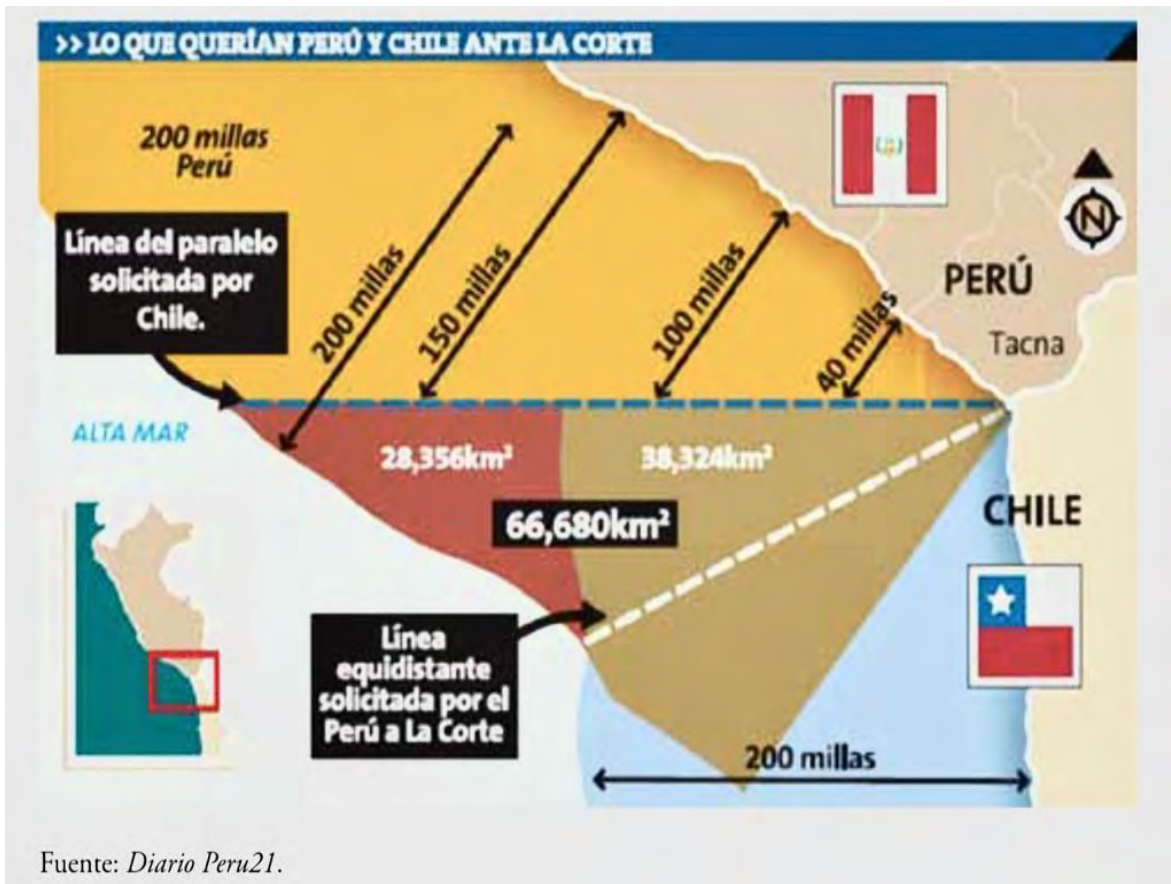 >> LO QUE QUERÍAN PERÚ Y CHILE ANTE LA CORTE
200 millas
Perú
Línea del paralelo
solicitada por
Chile.
200 millas
150 millas
100 millas
40 millas
PERÚ
Tacna
N
ALTA MAR
28,356km²
38,324km²
66,680km²
CHILE
Línea
equidistante
solicitada por el
Perú a La Corte
200 millas
Fuente: Diario Peru21.